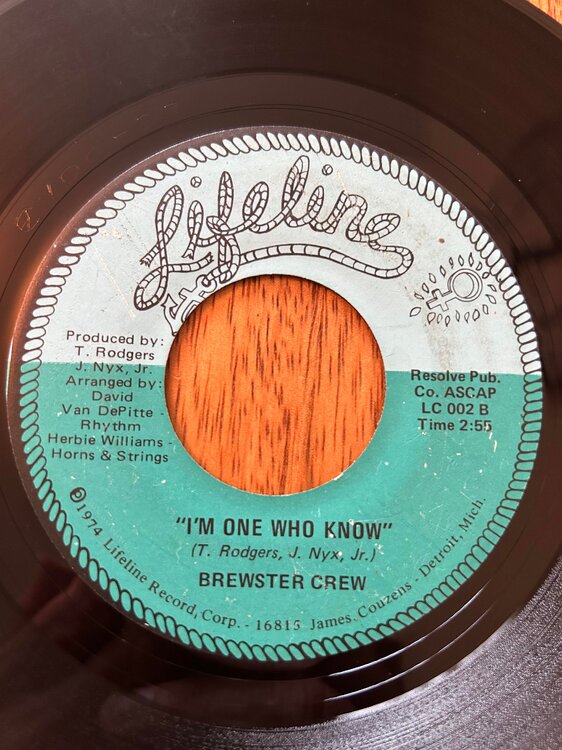 Lifeline
Produced by:
T. Rodgers
J. Nyx, Jr.
Arranged by:
David
Van DePitte -
Rhythm
Herbie Williams -
Horns & Strings
Resolve Pub.
Co. ASCAP
LC 002 B
Time 2:55
"I'M ONE WHO KNOW"
(T. Rodgers, J. Nyx, Jr.)
BREWSTER CREW
℗1974 Lifeline Record, Corp. - 16815 James, Couzens - Detroit, Mich.